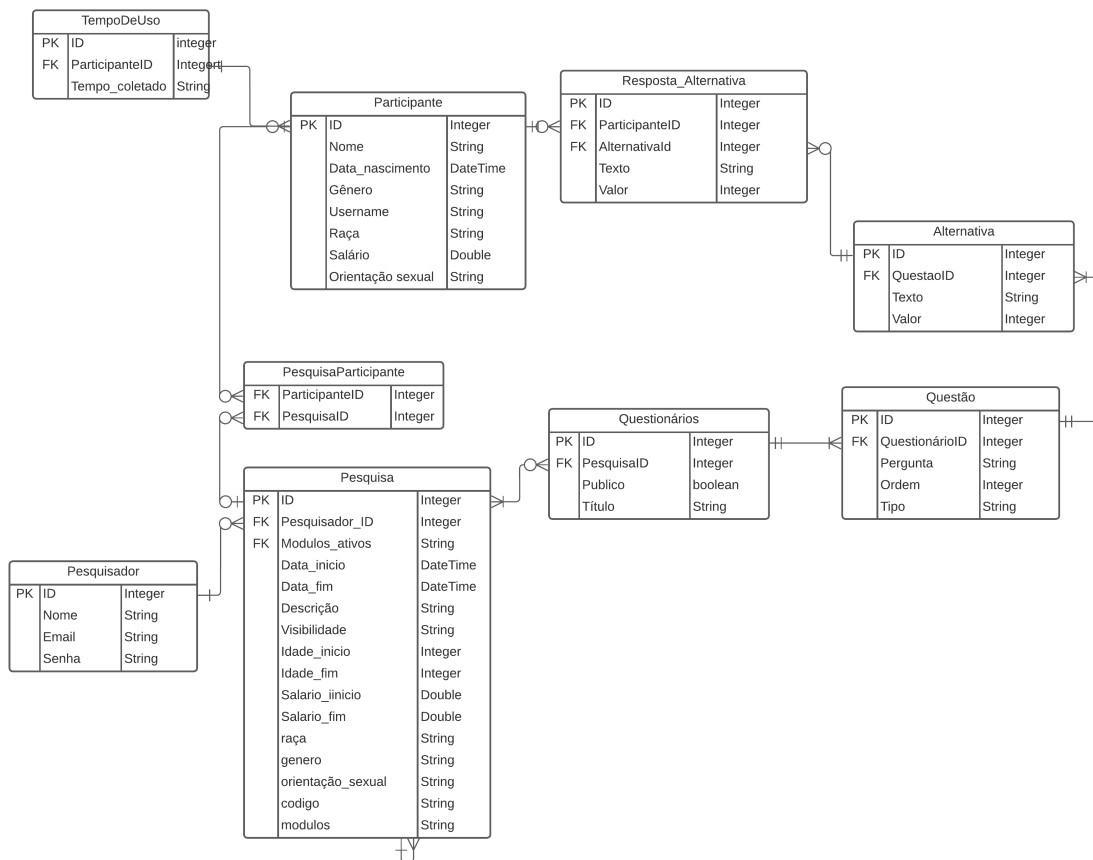 TempoDeUso
PK ID integer
FK ParticipanteID Integert
Tempo_coletado String
Participante
PK ID Integer
Nome String
Data_nascimento DateTime
Gênero String
Username String
Raça String
Salário Double
Orientação sexual String
Resposta_Alternativa
PK ID Integer
FK ParticipanteID Integer
FK AlternativaId Integer
Texto String
Valor Integer
Alternativa
PK ID Integer
FK QuestaoID Integer
Texto String
Valor Integer
PesquisaParticipante
FK ParticipanteID Integer
FK PesquisaID Integer
Questionários
PK ID Integer
FK PesquisaID Integer
Publico boolean
Título String
Questão
PK ID Integer
FK QuestionárioID Integer
Pergunta String
Ordem Integer
Tipo String
Pesquisa
PK ID Integer
FK Pesquisador_ID Integer
FK Modulos_ativos String
Data_inicio DateTime
Data_fim DateTime
Descrição String
Visibilidade String
Idade_inicio Integer
Idade_fim Integer
Salario_iinicio Double
Salario_fim Double
raça String
genero String
orientação_sexual String
codigo String
modulos String
Pesquisador
PK ID Integer
Nome String
Email String
Senha String